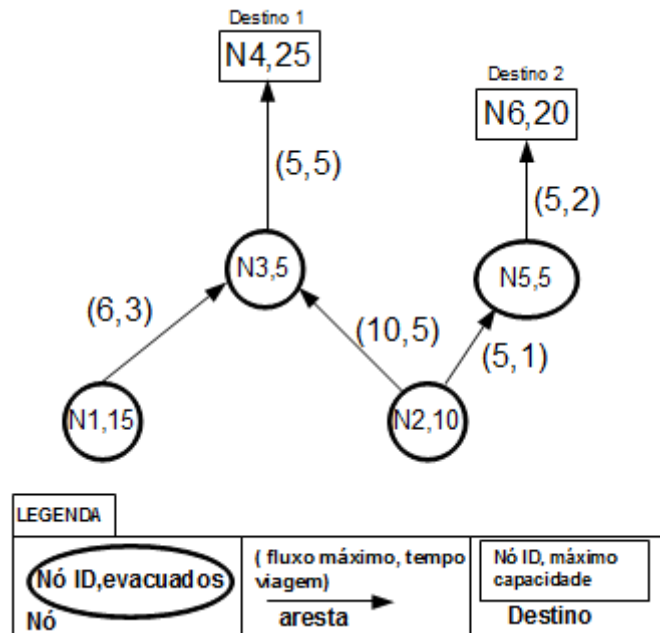 Destino 1
N4,25
Destino 2
N6,20
(5,5)
(5,2)
N3,5
N5,5
(6,3)
(10,5)
(5,1)
N1,15
N2,10
LEGENDA
Nó ID,evacuados
Nó
( fluxo máximo, tempo
viagem)
aresta
Nó ID, máximo
capacidade
Destino